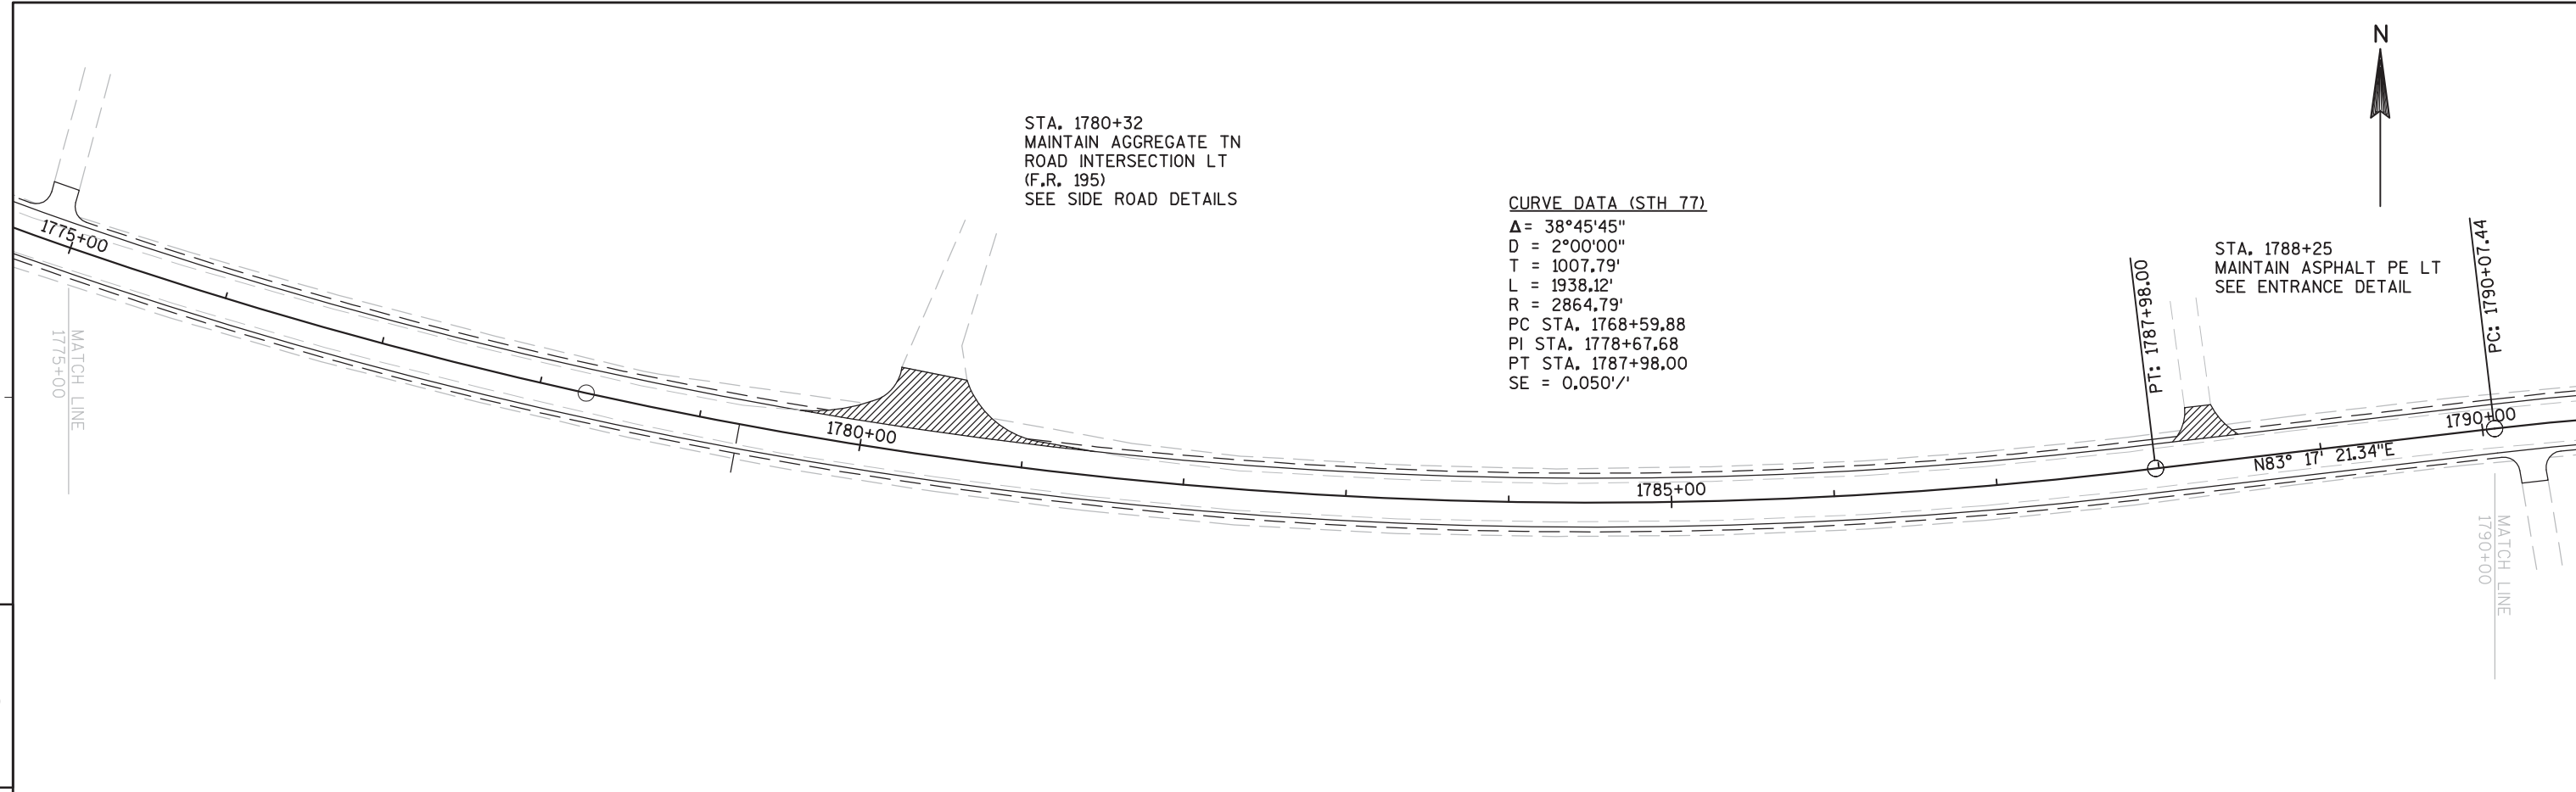 N
STA. 1780+32
MAINTAIN AGGREGATE TN
ROAD INTERSECTION LT
(F.R. 195)
SEE SIDE ROAD DETAILS
CURVE DATA (STH 77)
Δ= 38°45'45"
D = 2°00'00"
T = 1007.79'
L = 1938.12'
R = 2864.79'
PC STA. 1768+59.88
PI STA. 1778+67.68
PT STA. 1787+98.00
SE = 0.050'/'
STA. 1788+25
MAINTAIN ASPHALT PE LT
SEE ENTRANCE DETAIL
PT: 1787+98.00
PC: 1790+07.44
1775+00
1780+00
1785+00
1790+00
N83° 17' 21.34"E
MATCH LINE
1775+00
MATCH LINE
1790+00